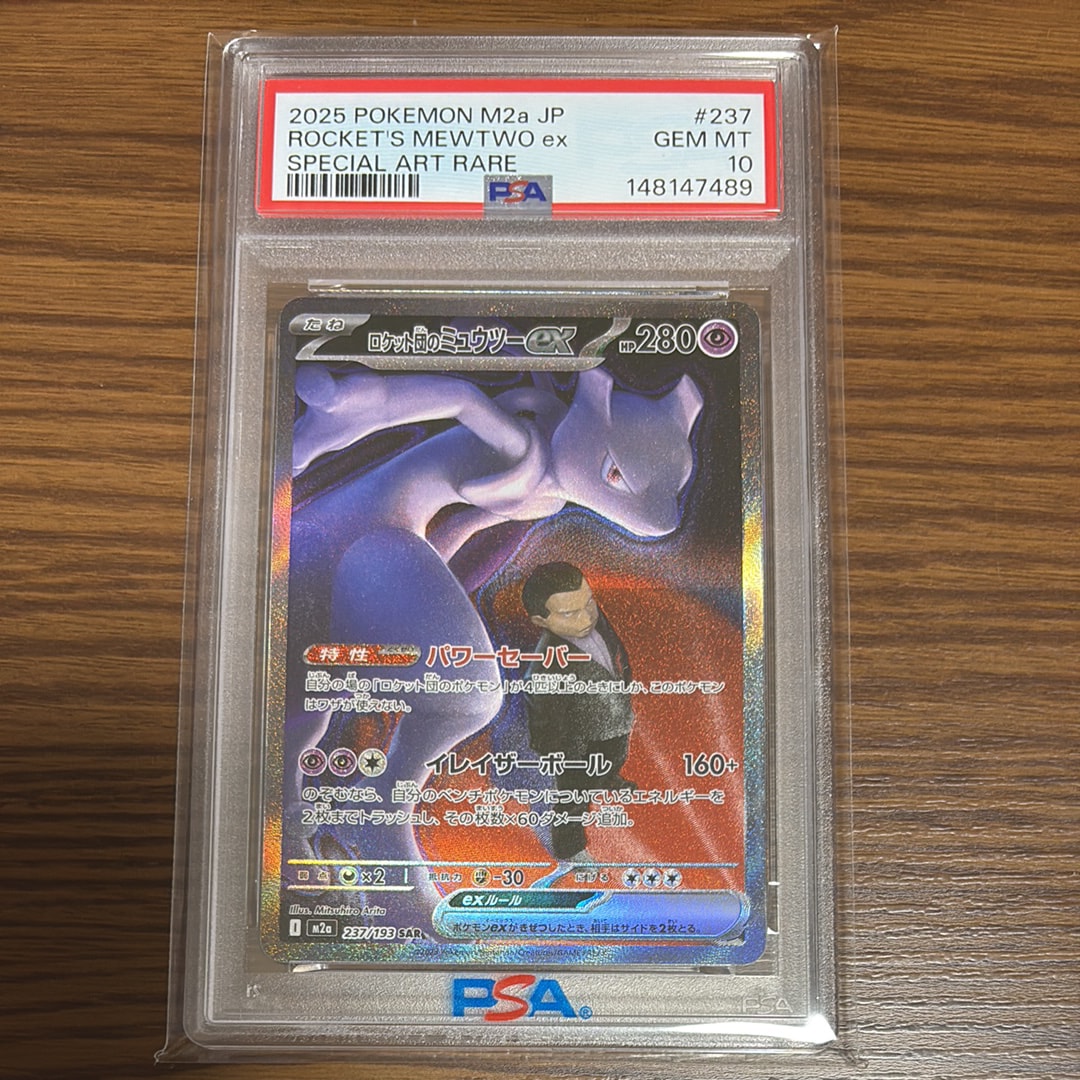 2025 POKEMON M2a JP #237
ROCKET'S MEWTWO ex GEM MT
SPECIAL ART RARE 10
PSA 148147489
たね ロケット団のミュウツーex HP280
特性 パワーセーバー
自分の場の「ロケット団のポケモン」が4匹以上のときにしか、このポケモン
はワザが使えない。
イレイザーボール 160+
のぞむなら、自分のベンチポケモンについているエネルギーを
2枚までトラッシュし、その枚数×60ダメージ追加。
弱点 ×2 抵抗力 -30 にげる
exルール
Illus. Mitsuhiro Arita
ポケモンexがきぜつしたとき、相手はサイドを2枚とる。
I M2a 237/193 SAR
PSA
PSA